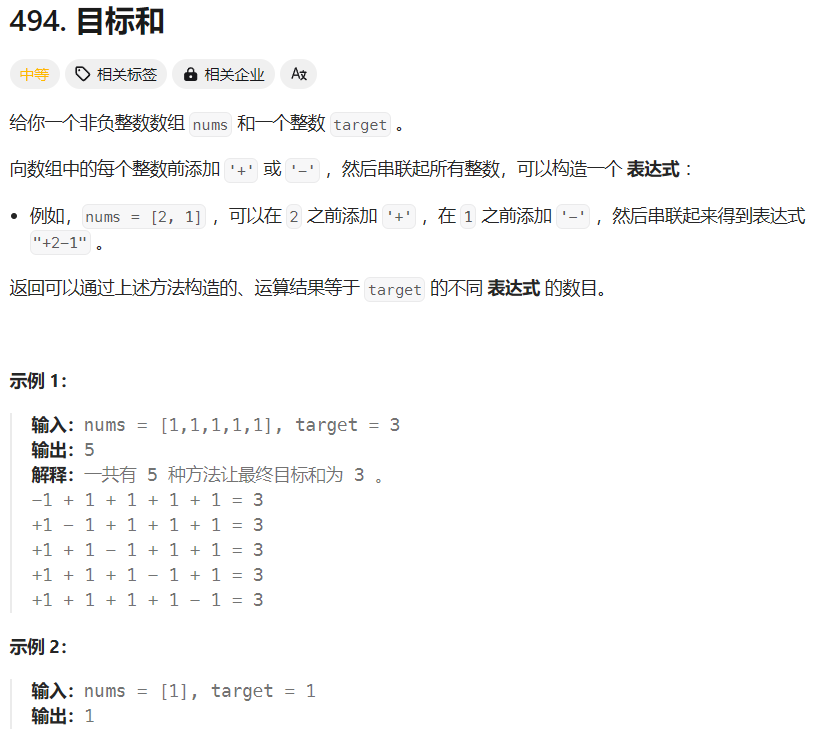 494. 目标和
中等 相关标签 相关企业 Aあ
给你一个非负整数数组 nums 和一个整数 target 。
向数组中的每个整数前添加 '+' 或 '-' ，然后串联起所有整数，可以构造一个 表达式 ：
• 例如，nums = [2, 1] ，可以在 2 之前添加 '+' ，在 1 之前添加 '-' ，然后串联起来得到表达式
"+2-1" 。
返回可以通过上述方法构造的、运算结果等于 target 的不同 表达式 的数目。
示例 1：
输入：nums = [1,1,1,1,1], target = 3
输出：5
解释：一共有 5 种方法让最终目标和为 3 。
-1 + 1 + 1 + 1 + 1 = 3
+1 - 1 + 1 + 1 + 1 = 3
+1 + 1 - 1 + 1 + 1 = 3
+1 + 1 + 1 - 1 + 1 = 3
+1 + 1 + 1 + 1 - 1 = 3
示例 2：
输入：nums = [1], target = 1
输出：1